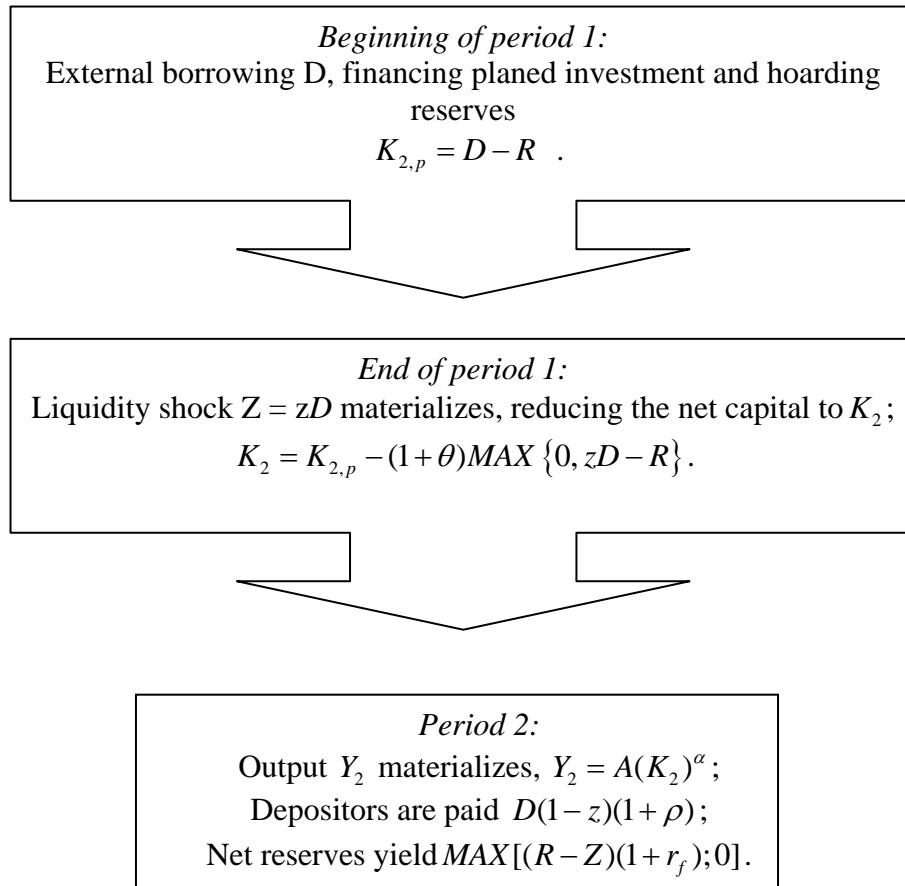 Beginning of period 1:
External borrowing D, financing planed investment and hoarding
reserves
K_{2,p} = D − R .
End of period 1:
Liquidity shock Z = zD materializes, reducing the net capital to K_2;
K_2 = K_{2,p} − (1 + θ)MAX {0, zD − R}.
Period 2:
Output Y_2 materializes, Y_2 = A(K_2)^α;
Depositors are paid D(1 − z)(1 + ρ);
Net reserves yield MAX[(R − Z)(1 + r_f);0].